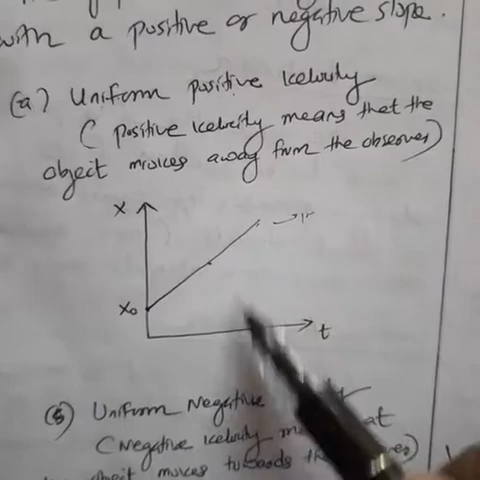 with a positive or negative slope.
(a) Uniform positive velocity
( positive velocity means that the
object moves away from the observer)
X
X₀
t
(b) Uniform Negative
(Negative velocity
object moves towards